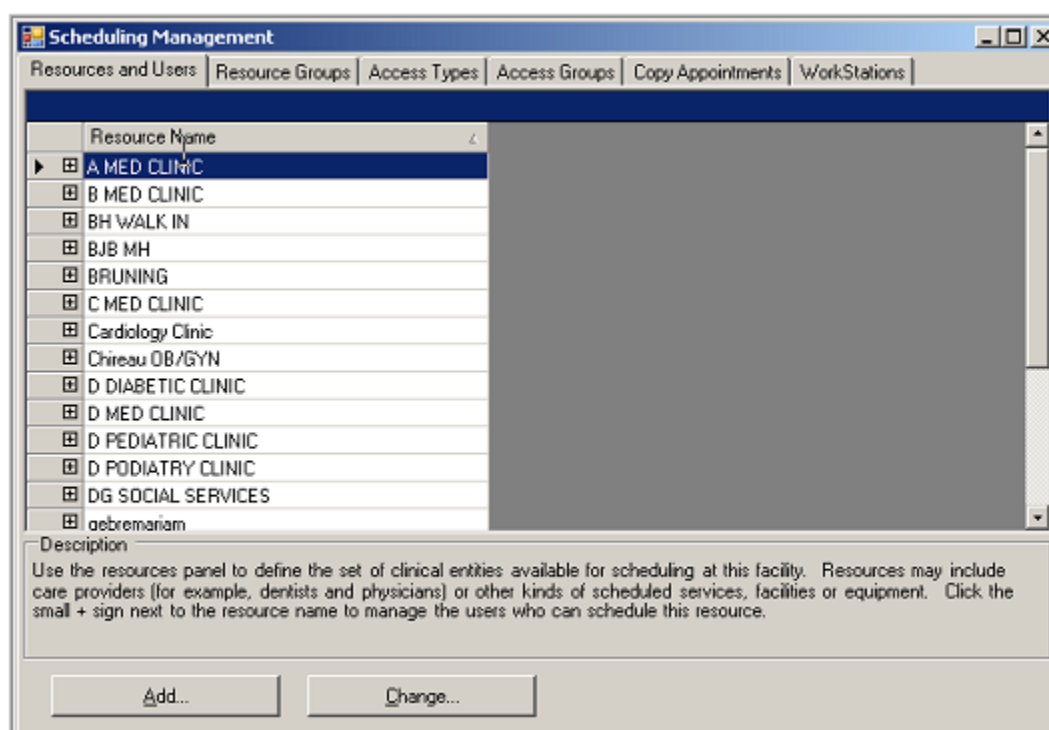 Scheduling Management
Resources and Users Resource Groups Access Types Access Groups Copy Appointments WorkStations
Resource Name
A MED CLINIC
B MED CLINIC
BH WALK IN
BJB MH
BRUNING
C MED CLINIC
Cardiology Clinic
Chireau OB/GYN
D DIABETIC CLINIC
D MED CLINIC
D PEDIATRIC CLINIC
D PODIATRY CLINIC
DG SOCIAL SERVICES
gebremariam
Description
Use the resources panel to define the set of clinical entities available for scheduling at this facility. Resources may include
care providers (for example, dentists and physicians) or other kinds of scheduled services, facilities or equipment. Click the
small + sign next to the resource name to manage the users who can schedule this resource.
Add... Change...